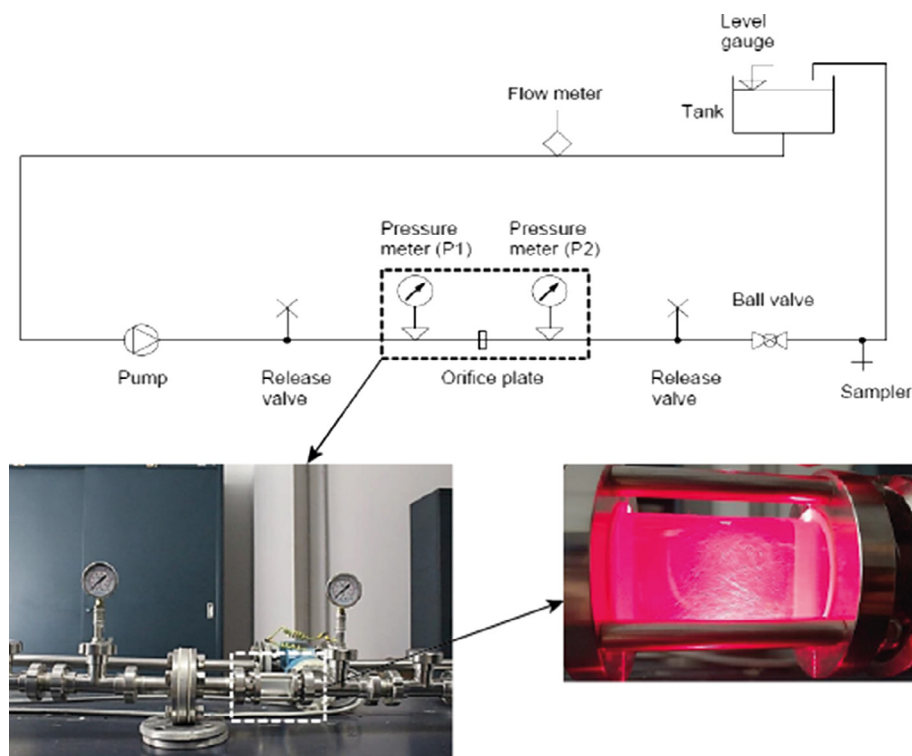 Level
gauge
Flow meter
Tank
Pressure
meter (P1)
Pressure
meter (P2)
Ball valve
Pump
Release
valve
Orifice plate
Release
valve
Sampler